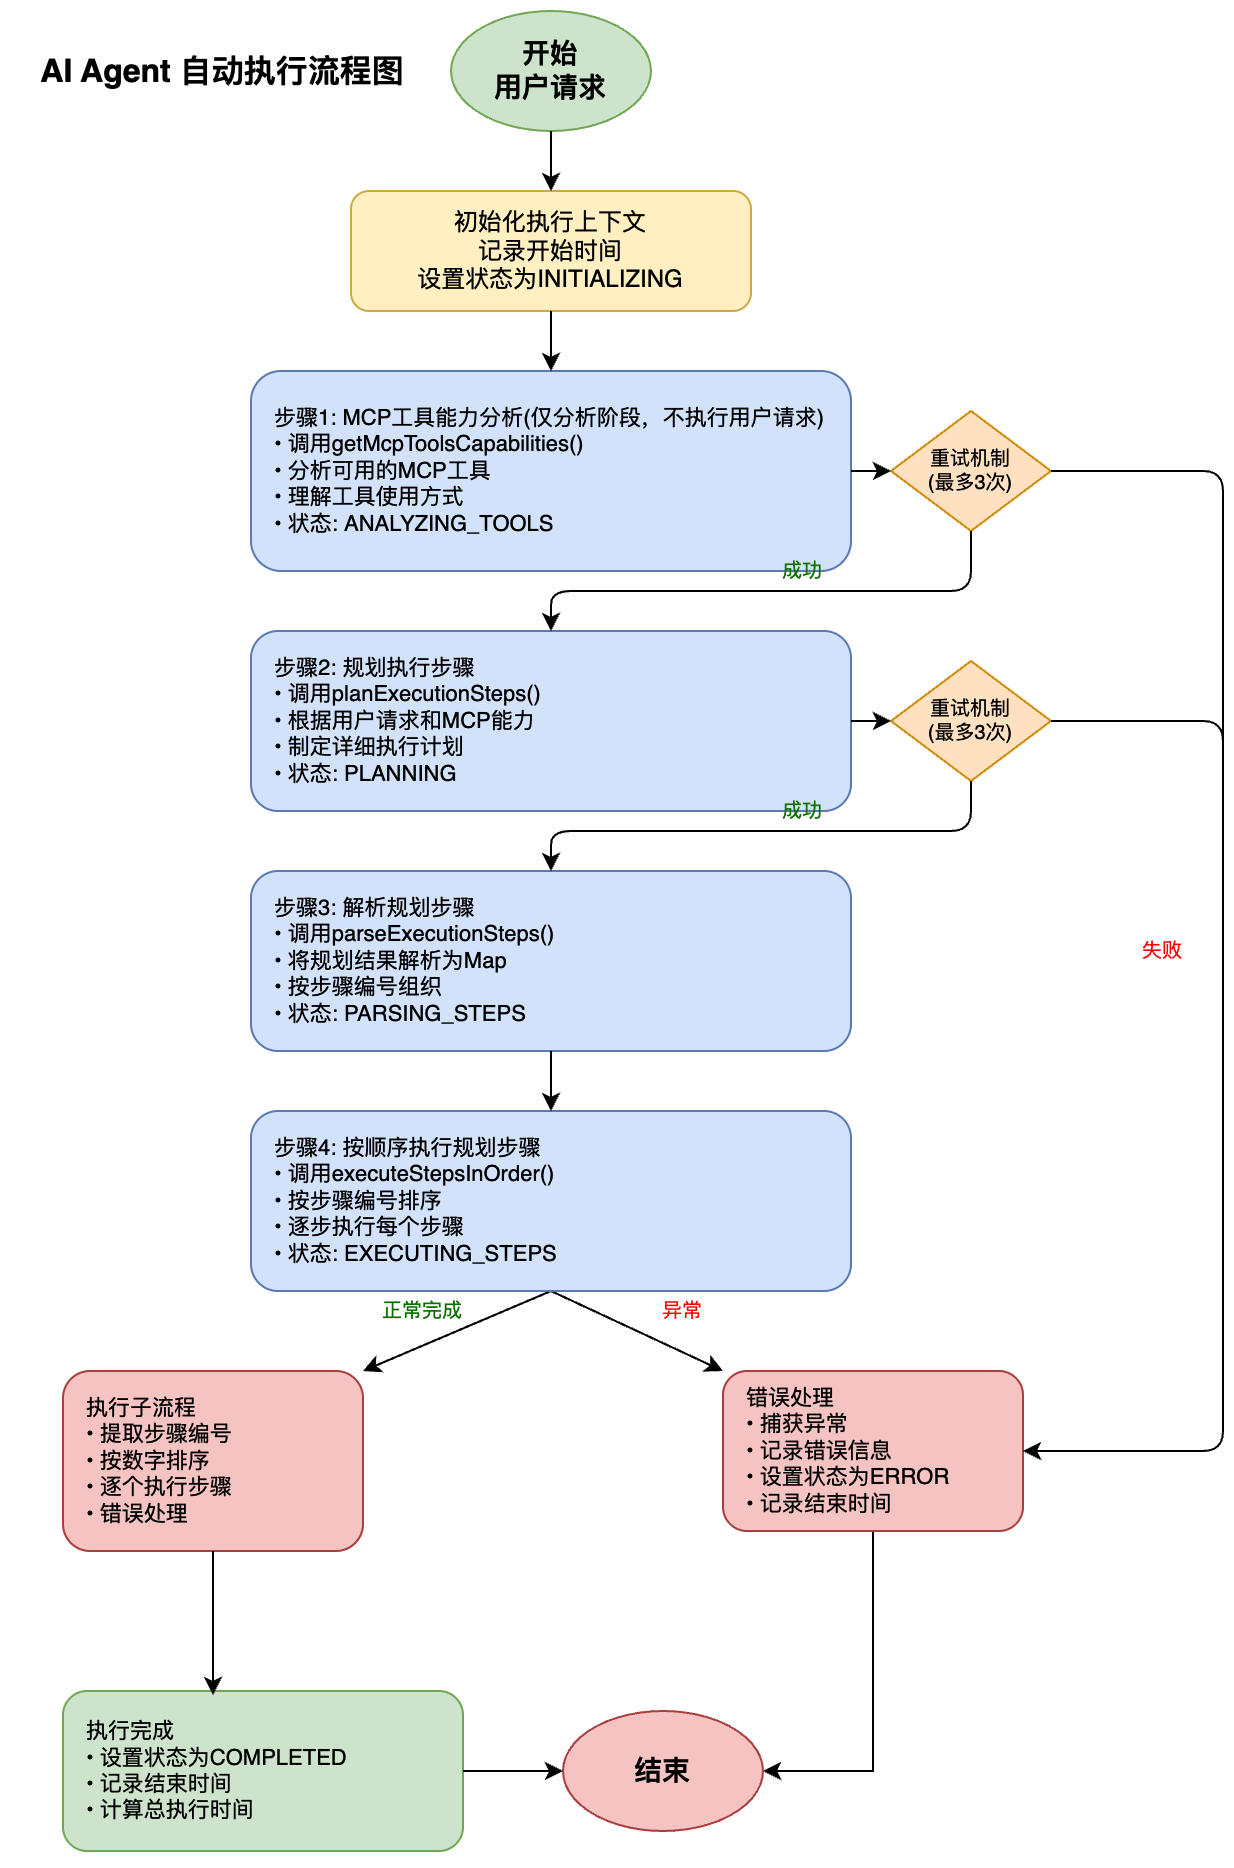 AI Agent 自动执行流程图
开始
用户请求
初始化执行上下文
记录开始时间
设置状态为INITIALIZING
步骤1: MCP工具能力分析(仅分析阶段，不执行用户请求)
• 调用getMcpToolsCapabilities()
• 分析可用的MCP工具
• 理解工具使用方式
• 状态: ANALYZING_TOOLS
重试机制
(最多3次)
成功
步骤2: 规划执行步骤
• 调用planExecutionSteps()
• 根据用户请求和MCP能力
• 制定详细执行计划
• 状态: PLANNING
重试机制
(最多3次)
成功
步骤3: 解析规划步骤
• 调用parseExecutionSteps()
• 将规划结果解析为Map
• 按步骤编号组织
• 状态: PARSING_STEPS
失败
步骤4: 按顺序执行规划步骤
• 调用executeStepsInOrder()
• 按步骤编号排序
• 逐步执行每个步骤
• 状态: EXECUTING_STEPS
正常完成
异常
执行子流程
• 提取步骤编号
• 按数字排序
• 逐个执行步骤
• 错误处理
错误处理
• 捕获异常
• 记录错误信息
• 设置状态为ERROR
• 记录结束时间
执行完成
• 设置状态为COMPLETED
• 记录结束时间
• 计算总执行时间
结束